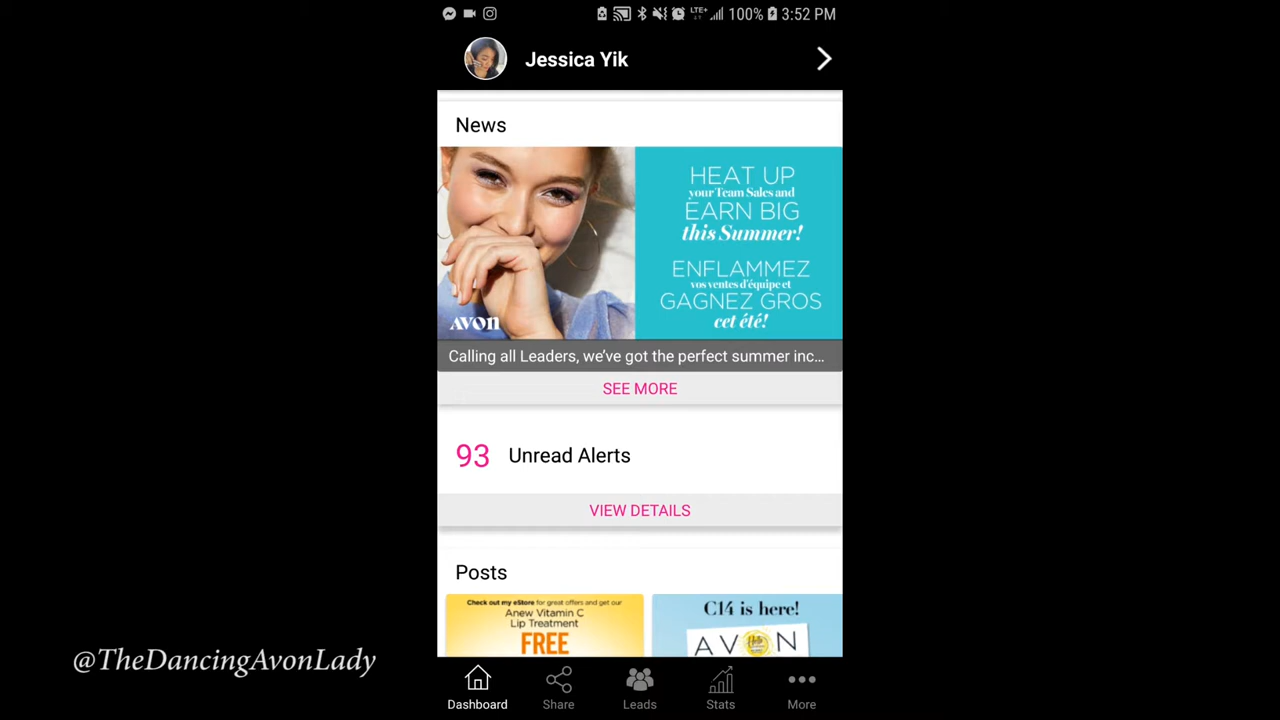 LTE+ 100% 3:52 PM
Jessica Yik
News
HEAT UP
your Team Sales and
EARN BIG
this Summer!
ENFLAMMEZ
vos ventes d'équipe et
GAGNEZ GROS
cet été!
AVON
Calling all Leaders, we've got the perfect summer inc...
SEE MORE
93 Unread Alerts
VIEW DETAILS
Posts
Check out my eStore for great offers and get our
Anew Vitamin C
Lip Treatment
FREE
C14 is here!
AVON
@TheDancingAvonLady
Dashboard Share Leads Stats More